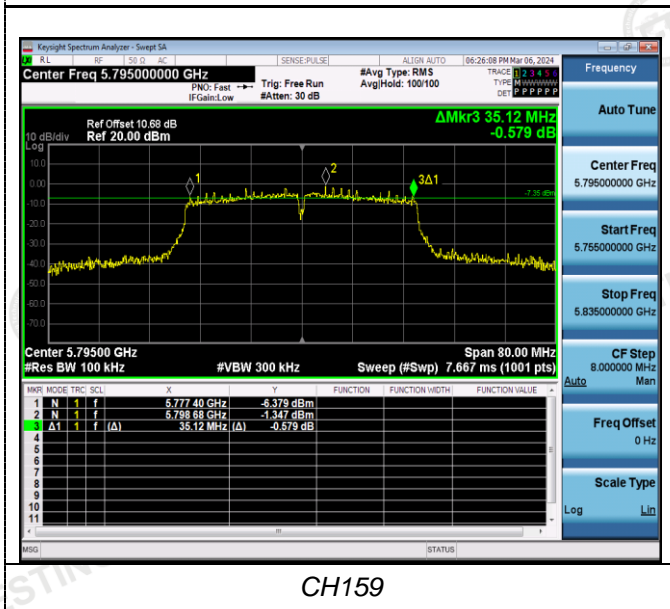 Keysight Spectrum Analyzer - Swept SA
RL RF 50 Ω AC SENSE:PULSE ALIGN AUTO 06:26:08 PM Mar 06, 2024
Center Freq 5.795000000 GHz
PNO: Fast
IFGain:Low
Trig: Free Run
#Atten: 30 dB
#Avg Type: RMS
Avg|Hold: 100/100
TRACE 1 2 3 4 5 6
TYPE M
DET P P P P P P
Frequency
Ref Offset 10.68 dB
10 dB/div Ref 20.00 dBm
Log
ΔMkr3 35.12 MHz
-0.579 dB
10.0
0.00
-10.0
-20.0
-30.0
-40.0
-50.0
-60.0
-70.0
1
2
3Δ1
-7.35 dBm
Center 5.79500 GHz Span 80.00 MHz
#Res BW 100 kHz #VBW 300 kHz Sweep (#Swp) 7.667 ms (1001 pts)
MKR MODE TRC SCL X Y FUNCTION FUNCTION WIDTH FUNCTION VALUE
1 N 1 f 5.777 40 GHz -6.379 dBm
2 N 1 f 5.798 68 GHz -1.347 dBm
3 Δ1 1 f (Δ) 35.12 MHz (Δ) -0.579 dB
4
5
6
7
8
9
10
11
MSG STATUS
Auto Tune
Center Freq
5.795000000 GHz
Start Freq
5.755000000 GHz
Stop Freq
5.835000000 GHz
CF Step
8.000000 MHz
Auto Man
Freq Offset
0 Hz
Scale Type
Log Lin
CH159